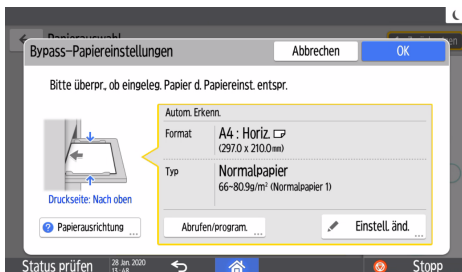 Papierauswahl
Bypass-Papiereinstellungen
Abbrechen
OK
Bitte überpr., ob eingeleg. Papier d. Papiereinst. entspr.
Autom. Erkenn.
Format
A4 : Horiz.
(297.0 x 210.0mm)
Typ
Normalpapier
66~80.9g/m² (Normalpapier 1)
Druckseite: Nach oben
? Papierausrichtung ...
Abrufen/program. ...
Einstell. änd. ...
Status prüfen
28 Jan. 2020
13:48
Stopp